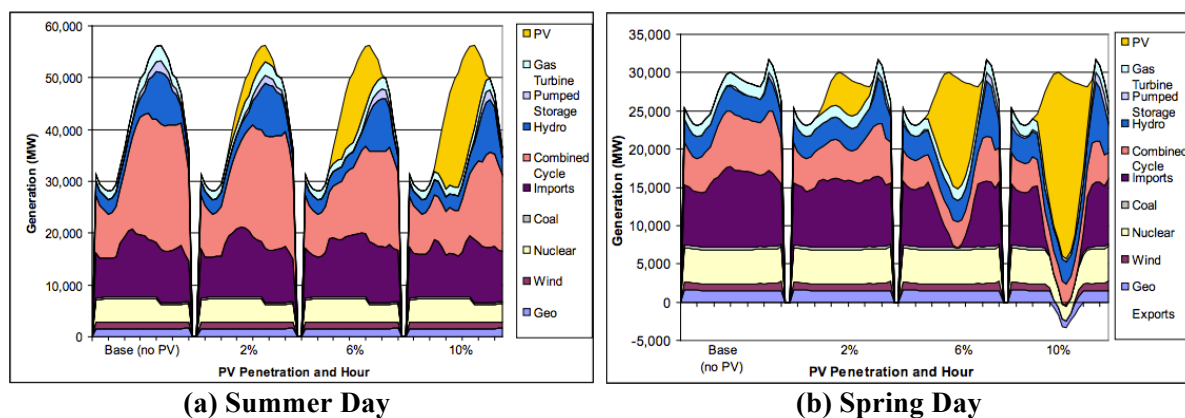 60,000
50,000
40,000
30,000
20,000
10,000
0
Generation (MW)
Base (no PV)
2%
6%
10%
PV Penetration and Hour
PV
Gas
Turbine
Pumped
Storage
Hydro
Combined
Cycle
Imports
Coal
Nuclear
Wind
Geo
(a) Summer Day
35,000
30,000
25,000
20,000
15,000
10,000
5,000
0
-5,000
Generation (MW)
Base
(no PV)
2%
6%
10%
PV Penetration and Hour
PV
Gas
Turbine
Pumped
Storage
Hydro
Combined
Cycle
Imports
Coal
Nuclear
Wind
Geo
Exports
(b) Spring Day